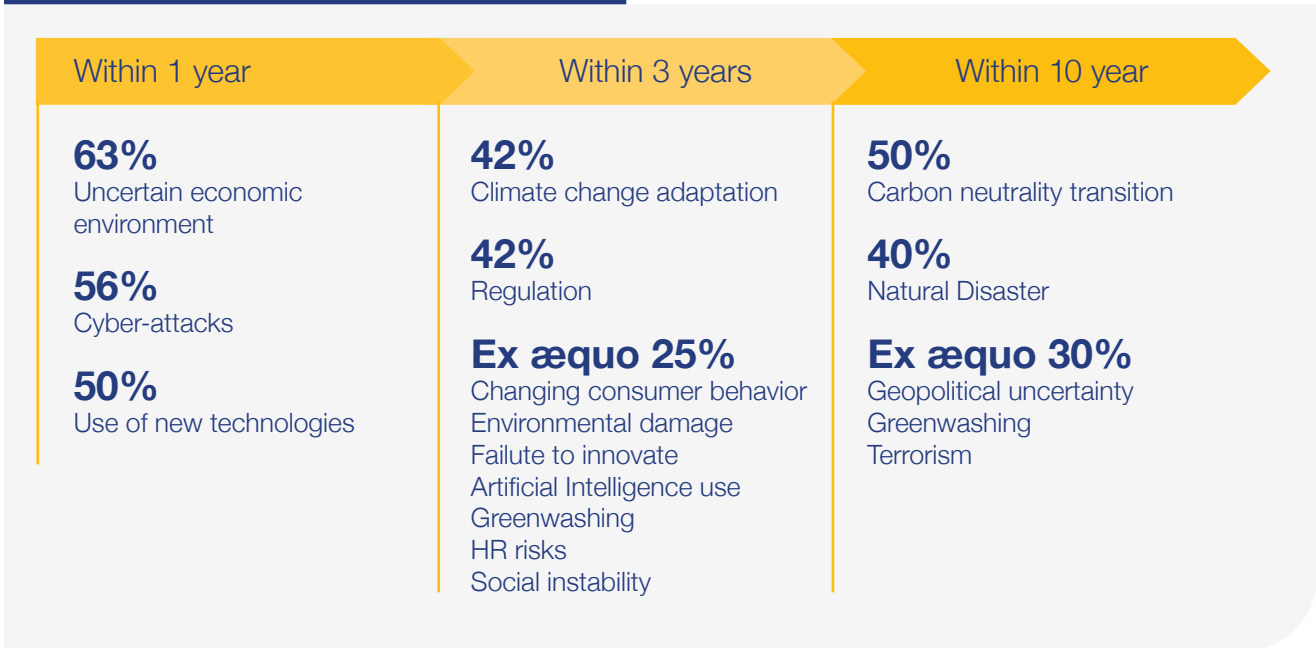 Within 1 year
63%
Uncertain economic
environment
56%
Cyber-attacks
50%
Use of new technologies
Within 3 years
42%
Climate change adaptation
42%
Regulation
Ex æquo 25%
Changing consumer behavior
Environmental damage
Failute to innovate
Artificial Intelligence use
Greenwashing
HR risks
Social instability
Within 10 year
50%
Carbon neutrality transition
40%
Natural Disaster
Ex æquo 30%
Geopolitical uncertainty
Greenwashing
Terrorism